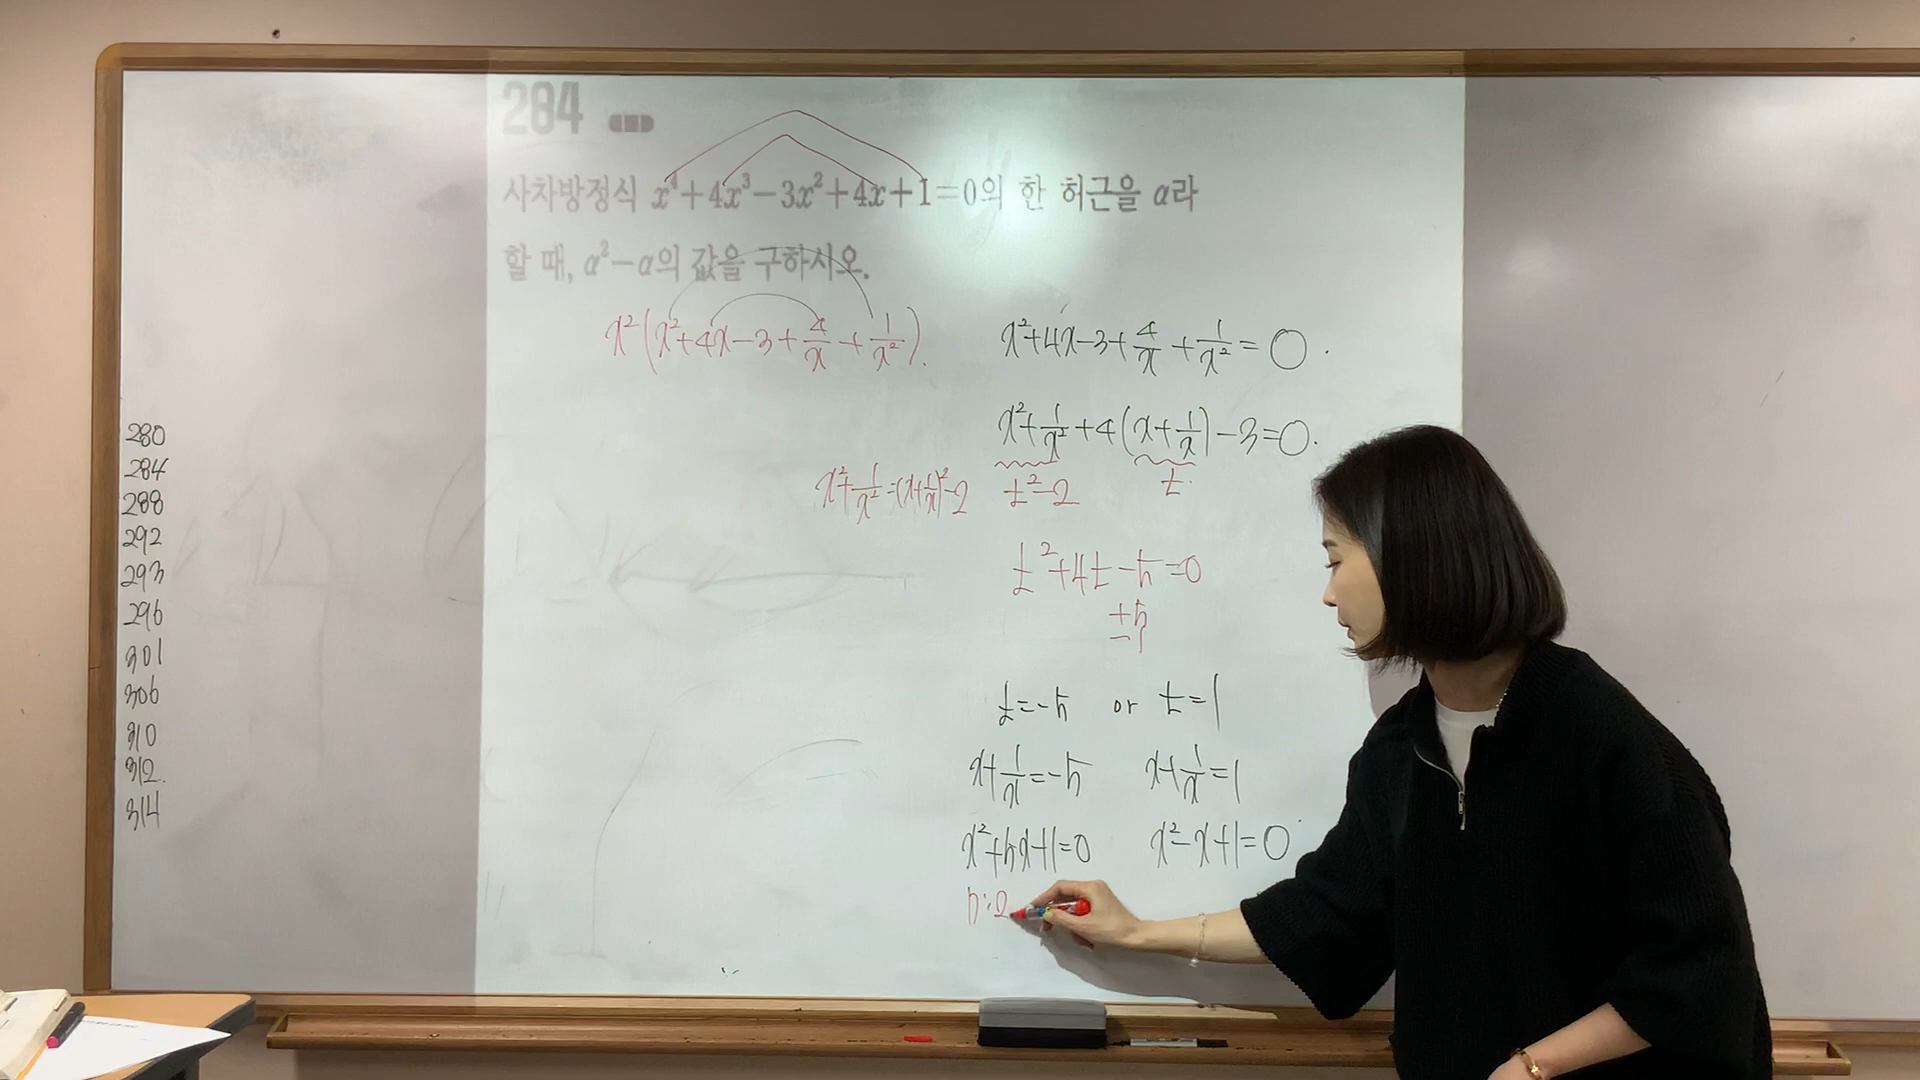 284
사차방정식 x⁴+4x³−3x²+4x+1=0의 한 허근을 α라
할 때, α²−α의 값을 구하시오.
x²(x²+4x−3+4/x+1/x²).
x²+4x−3+4/x+1/x²=0.
x²+1/x²+4(x+1/x)−3=0.
x²+1/x²=(x+1/x)²−2
t²−2 t.
t²+4t−5=0
+5
−1
t=−5 or t=1
x+1/x=−5 x+1/x=1
x²+5x+1=0 x²−x+1=0
280
284
288
292
293
296
301
306
310
312.
314